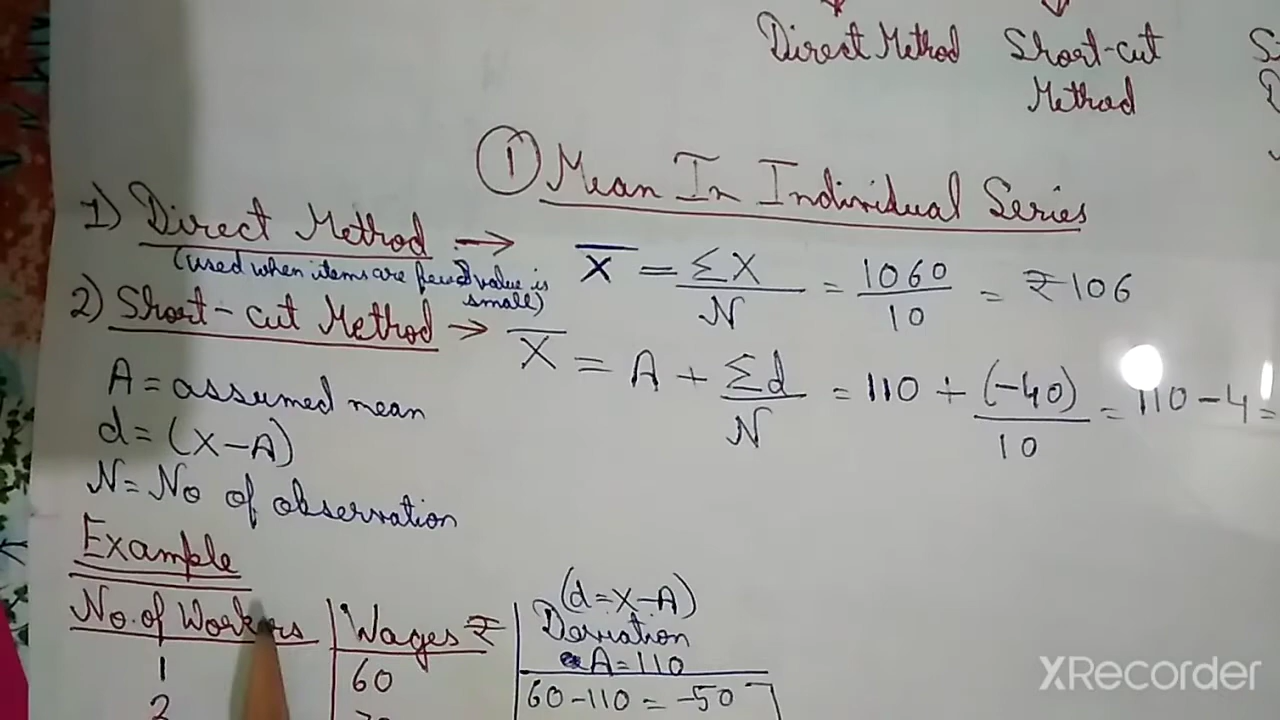 Direct Method Short-cut
Method
① Mean In Individual Series
1) Direct Method → X̄ = ΣX / N = 1060 / 10 = ₹106
(used when items are few & value is
small)
2) Short-cut Method → X̄ = A + Σd / N = 110 + (-40) / 10 = 110 - 4 =
A = assumed mean
d = (X-A)
N = No of observation
Example
No. of Workers Wages ₹ (d = X-A)
Deviation
A = 110
1 60 60-110 = -50
2
XRecorder